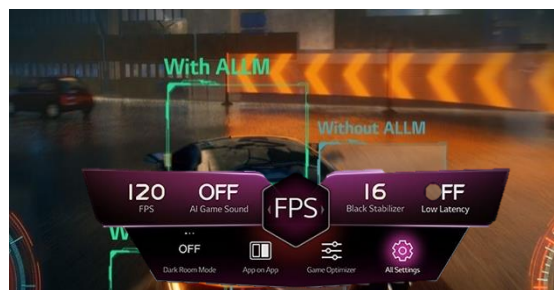 With ALLM
Without ALLM
120
FPS
OFF
AI Game Sound
FPS
16
Black Stabilizer
OFF
Low Latency
W
OFF
Dark Room Mode
App on App
Game Optimizer
All Settings